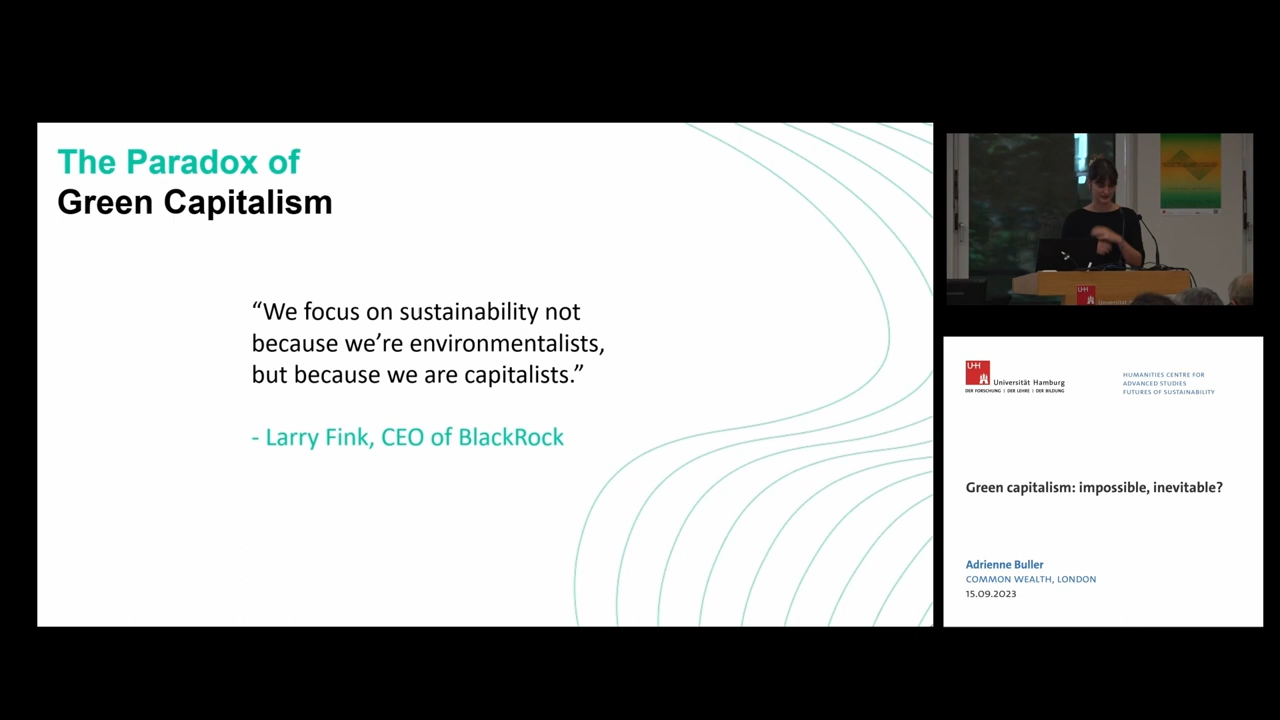 The Paradox of
Green Capitalism
“We focus on sustainability not
because we’re environmentalists,
but because we are capitalists.”
- Larry Fink, CEO of BlackRock
UH
UH
Universität Hamburg
DER FORSCHUNG | DER LEHRE | DER BILDUNG
HUMANITIES CENTRE FOR
ADVANCED STUDIES
FUTURES OF SUSTAINABILITY
Green capitalism: impossible, inevitable?
Adrienne Buller
COMMON WEALTH, LONDON
15.09.2023